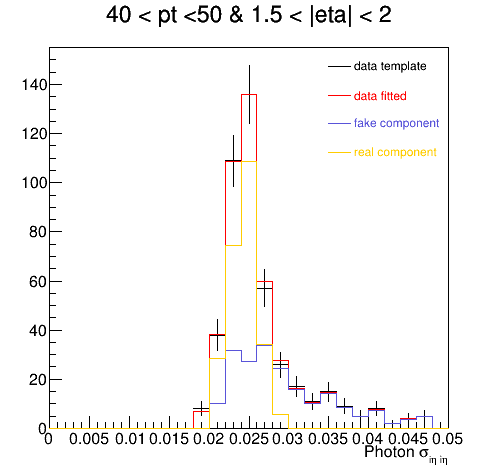 40 < pt <50 & 1.5 < |eta| < 2
data template
data fitted
fake component
real component
140
120
100
80
60
40
20
0
0 0.005 0.01 0.015 0.02 0.025 0.03 0.035 0.04 0.045 0.05
Photon σiη iη